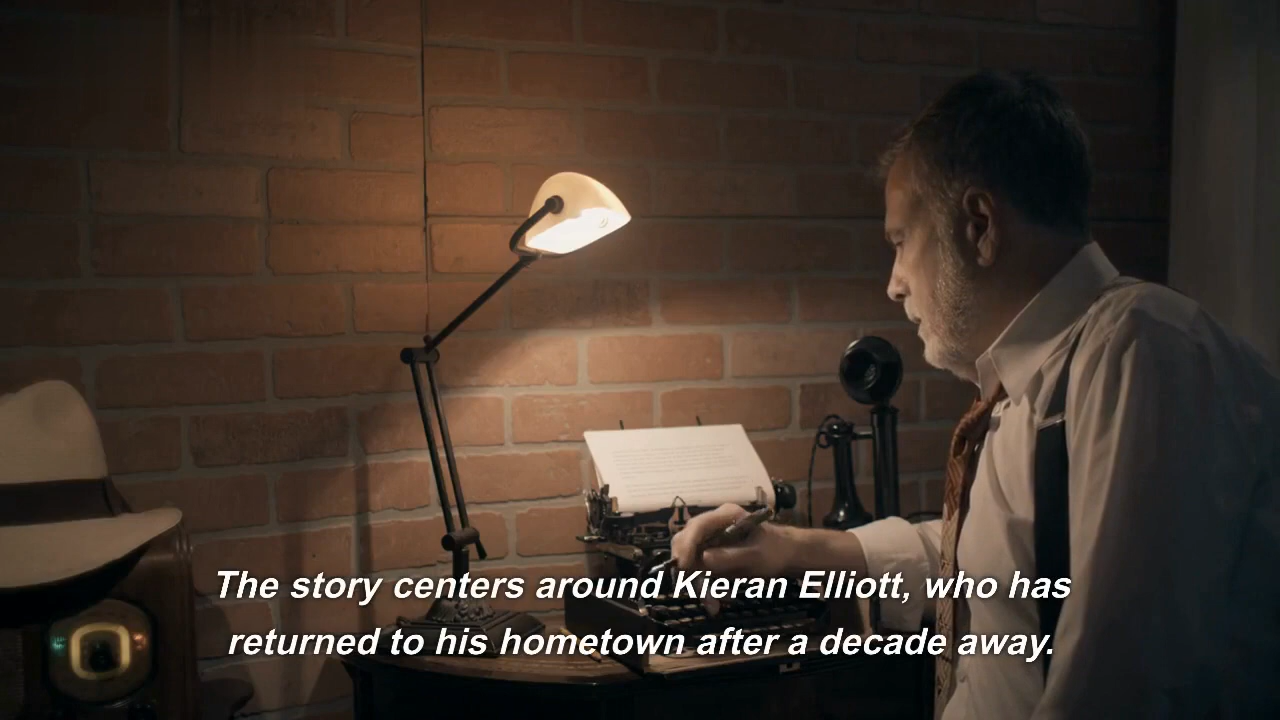 The story centers around Kieran Elliott, who has
returned to his hometown after a decade away.